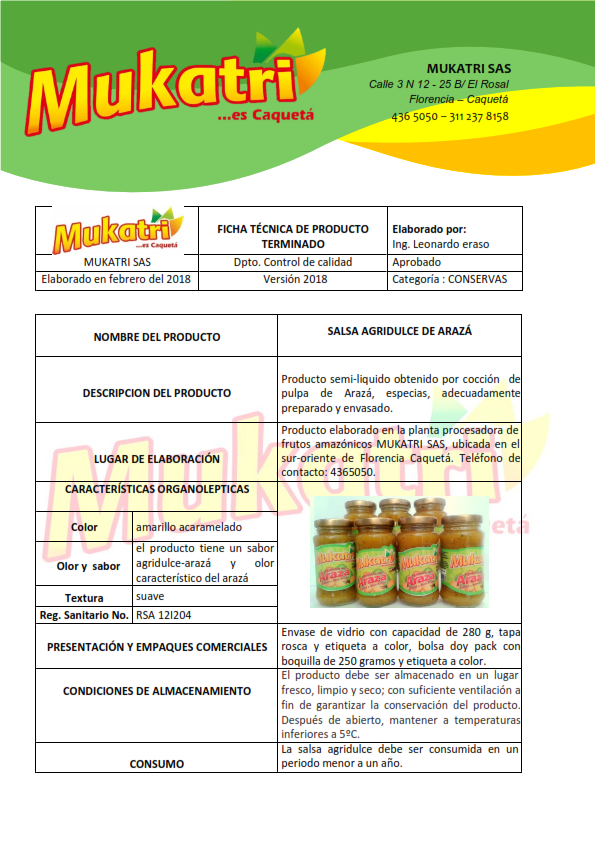 Mukatri
...es Caquetá
MUKATRI SAS
Calle 3 N 12 - 25 B/ El Rosal
Florencia – Caquetá
436 5050 – 311 237 8158
Mukatri
...es Caquetá
MUKATRI SAS
FICHA TÉCNICA DE PRODUCTO
TERMINADO
Elaborado por:
Ing. Leonardo eraso
Dpto. Control de calidad
Aprobado
Elaborado en febrero del 2018
Versión 2018
Categoría : CONSERVAS
NOMBRE DEL PRODUCTO
SALSA AGRIDULCE DE ARAZÁ
DESCRIPCION DEL PRODUCTO
Producto semi-liquido obtenido por cocción de
pulpa de Arazá, especias, adecuadamente
preparado y envasado.
LUGAR DE ELABORACIÓN
Producto elaborado en la planta procesadora de
frutos amazónicos MUKATRI SAS, ubicada en el
sur-oriente de Florencia Caquetá. Teléfono de
contacto: 4365050.
CARACTERÍSTICAS ORGANOLEPTICAS
Color
amarillo acaramelado
Olor y sabor
el producto tiene un sabor
agridulce-arazá y olor
característico del arazá
Textura
suave
Reg. Sanitario No.
RSA 12I204
Mukatri
Arazá
Mukatri
Arazá
Mukatri
Arazá
Mukatri
Arazá
PRESENTACIÓN Y EMPAQUES COMERCIALES
Envase de vidrio con capacidad de 280 g, tapa
rosca y etiqueta a color, bolsa doy pack con
boquilla de 250 gramos y etiqueta a color.
CONDICIONES DE ALMACENAMIENTO
El producto debe ser almacenado en un lugar
fresco, limpio y seco; con suficiente ventilación a
fin de garantizar la conservación del producto.
Después de abierto, mantener a temperaturas
inferiores a 5ºC.
CONSUMO
La salsa agridulce debe ser consumida en un
periodo menor a un año.